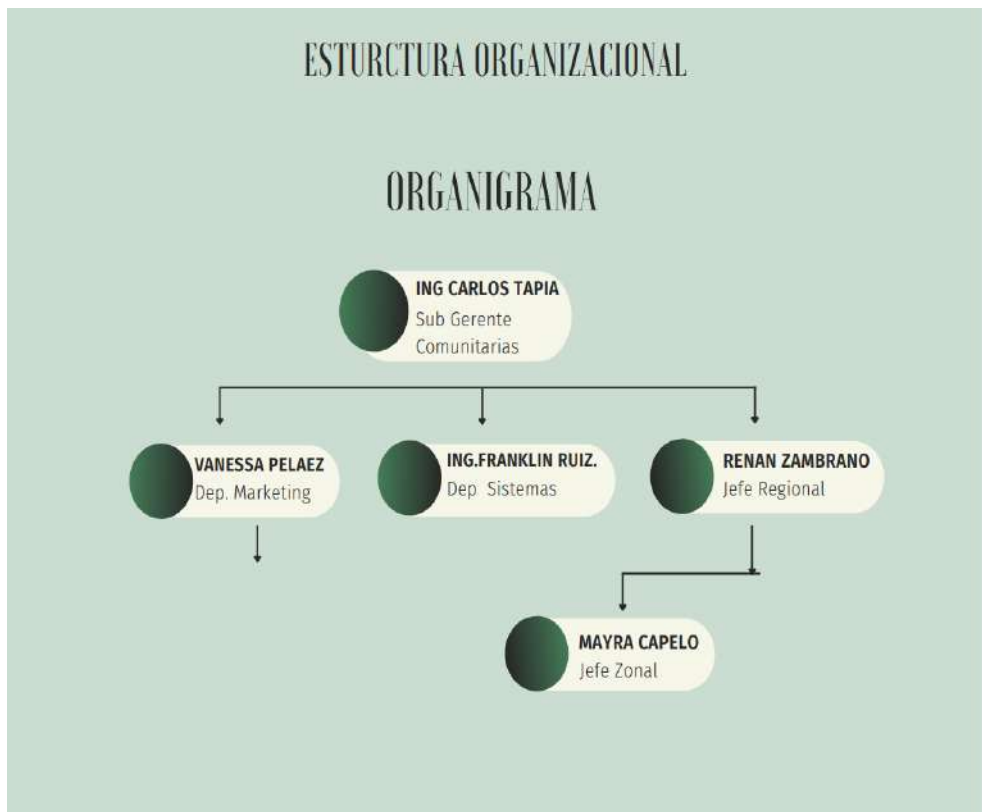 ESTURCTURA ORGANIZACIONAL
ORGANIGRAMA
ING CARLOS TAPIA
Sub Gerente
Comunitarias
VANESSA PELAEZ
Dep. Marketing
ING.FRANKLIN RUIZ.
Dep Sistemas
RENAN ZAMBRANO
Jefe Regional
MAYRA CAPELO
Jefe Zonal